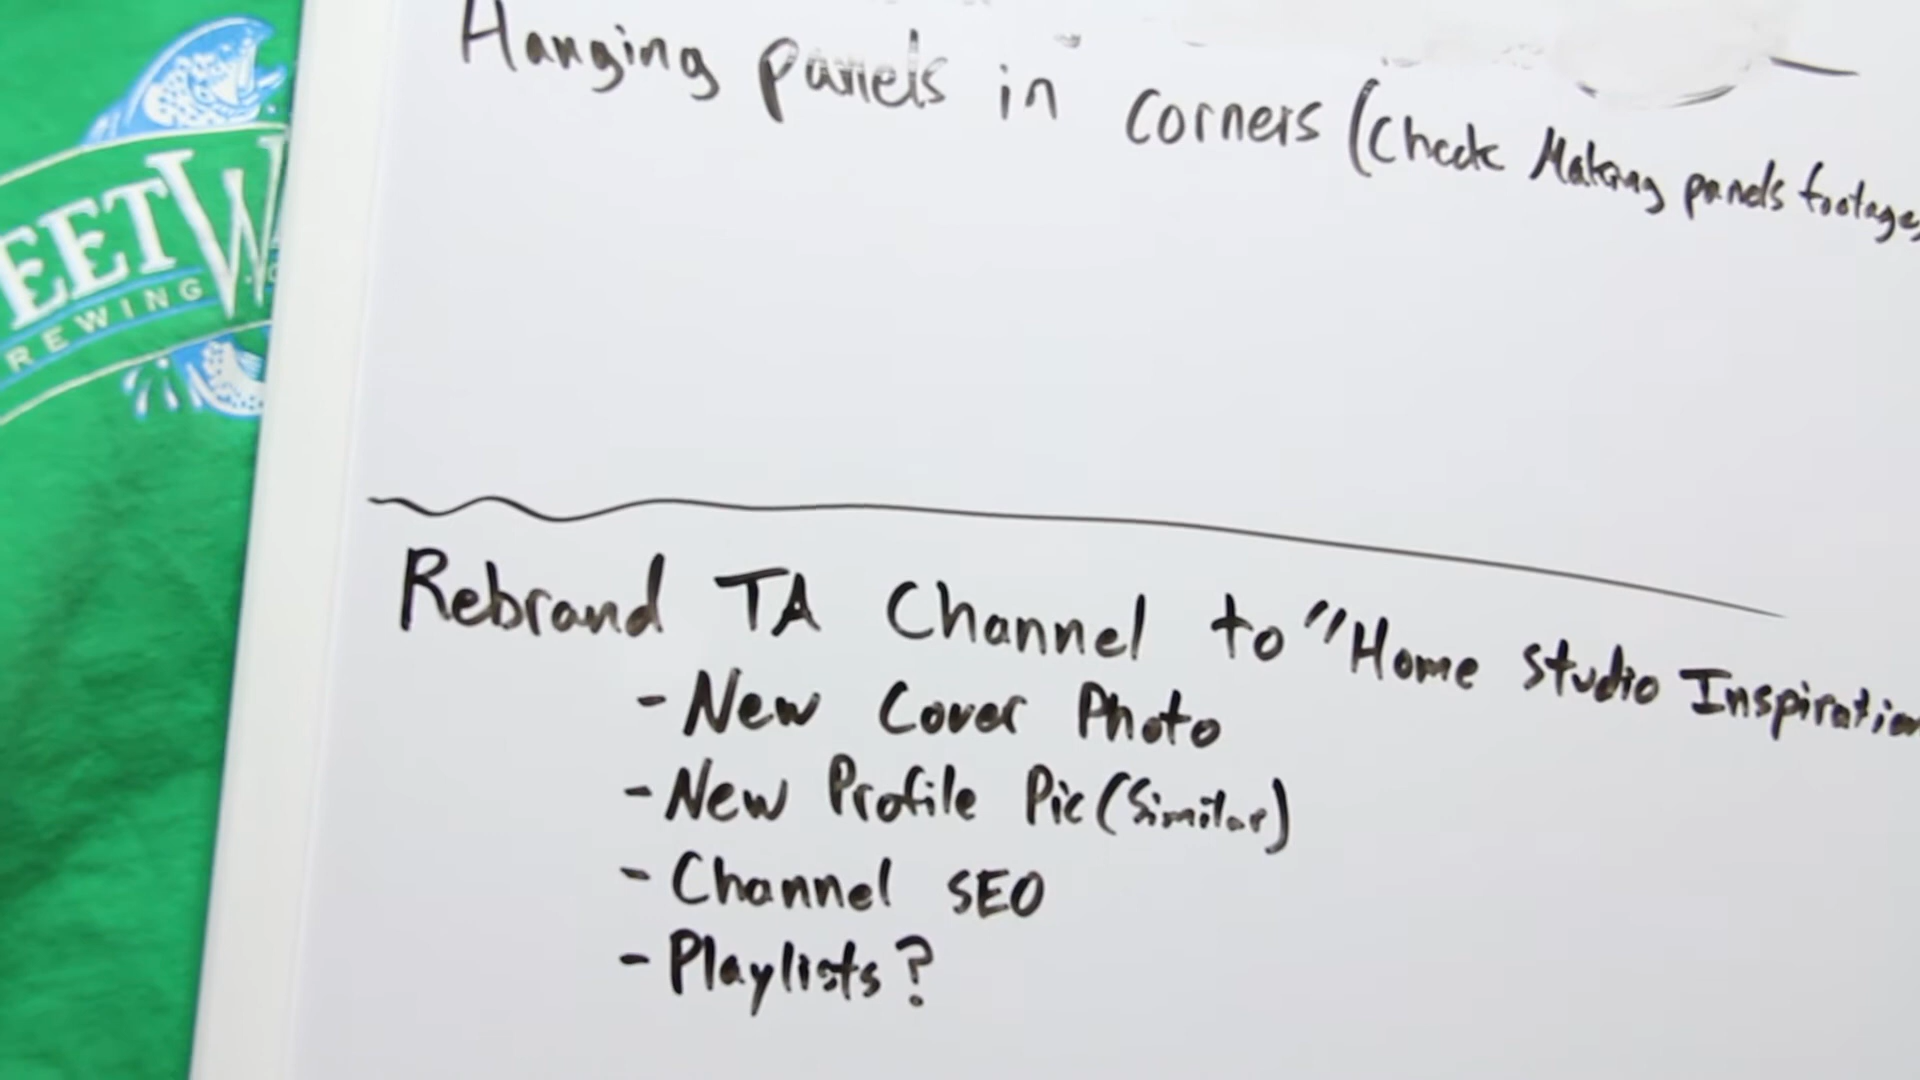 EETW
REWING
Hanging panels in corners (Check Making panels footage
Rebrand TA Channel to "Home Studio Inspiration
- New Cover Photo
- New Profile Pic (Similar)
- Channel SEO
- Playlists?